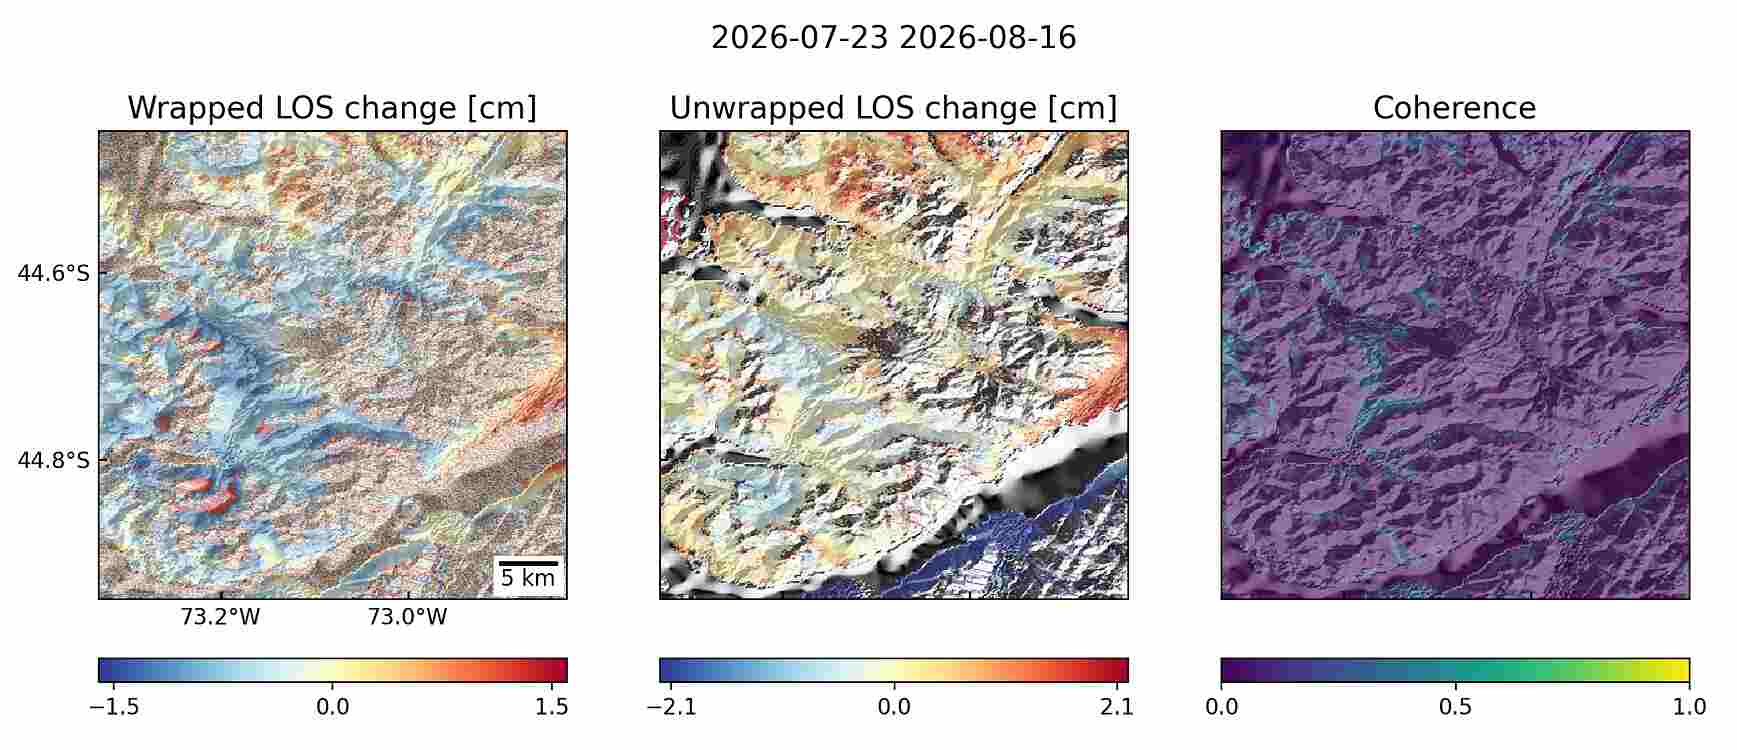 2026-07-23 2026-08-16
Wrapped LOS change [cm]
Unwrapped LOS change [cm]
Coherence
44.6°S
44.8°S
5 km
73.2°W
73.0°W
−1.5
0.0
1.5
−2.1
0.0
2.1
0.0
0.5
1.0